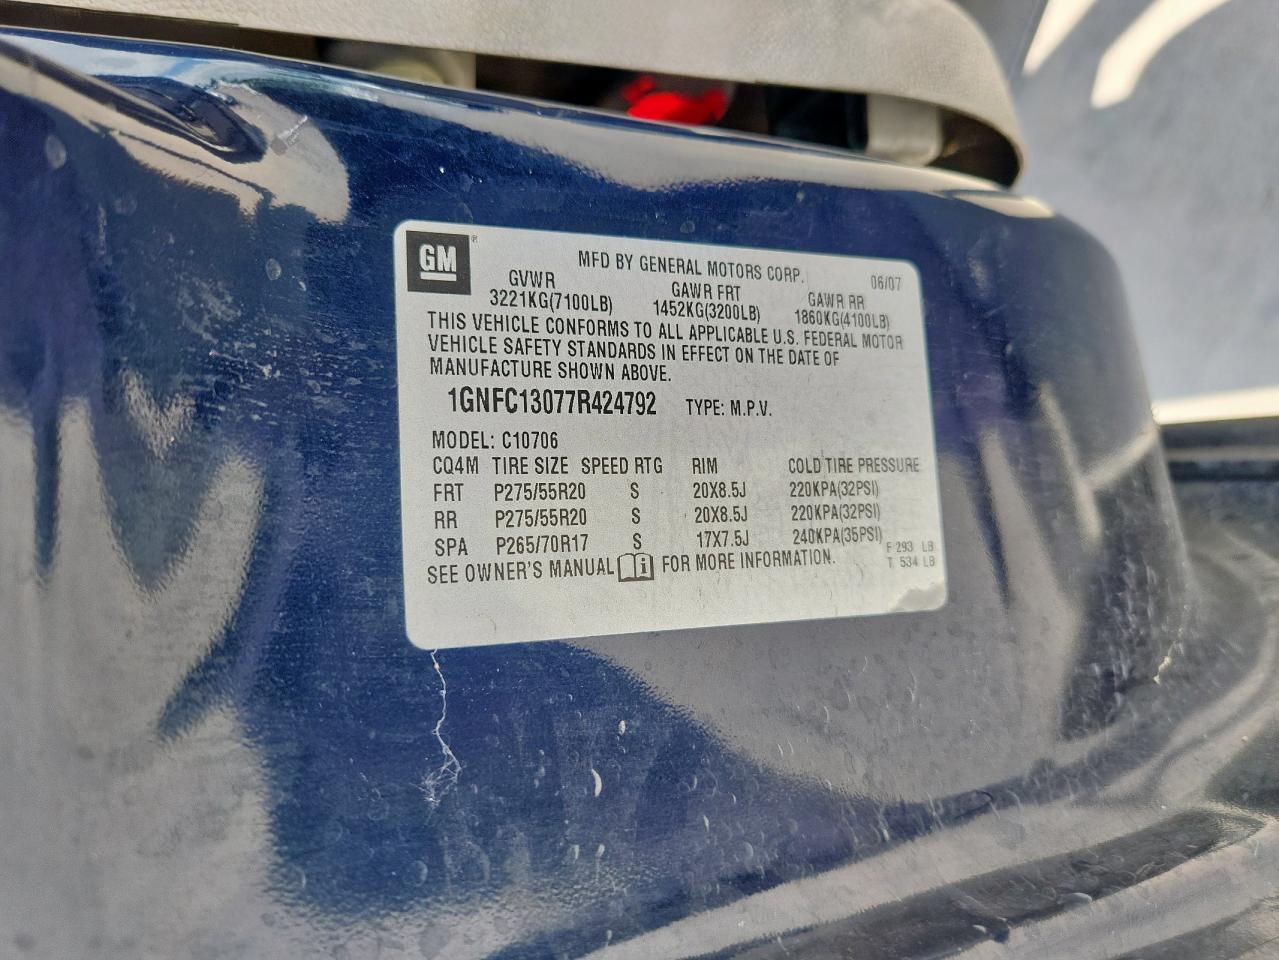 GM
MFD BY GENERAL MOTORS CORP. 06/07
GVWR GAWR FRT GAWR RR
3221KG(7100LB) 1452KG(3200LB) 1860KG(4100LB)
THIS VEHICLE CONFORMS TO ALL APPLICABLE U.S. FEDERAL MOTOR
VEHICLE SAFETY STANDARDS IN EFFECT ON THE DATE OF
MANUFACTURE SHOWN ABOVE.
1GNFC13077R424792 TYPE: M.P.V.
MODEL: C10706
CQ4M TIRE SIZE SPEED RTG RIM COLD TIRE PRESSURE
FRT P275/55R20 S 20X8.5J 220KPA(32PSI)
RR P275/55R20 S 20X8.5J 220KPA(32PSI)
SPA P265/70R17 S 17X7.5J 240KPA(35PSI)
SEE OWNER'S MANUAL i FOR MORE INFORMATION.
F 293 LB
T 534 LB